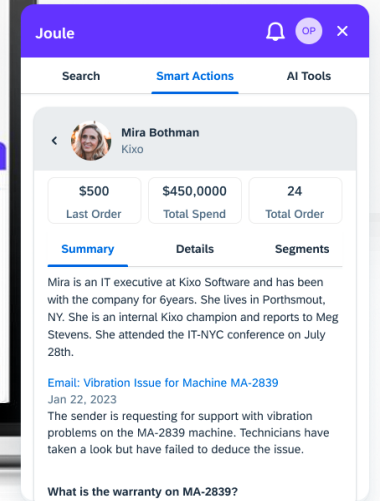 Joule
OP
Search Smart Actions AI Tools
Mira Bothman
Kixo
$500 $450,0000 24
Last Order Total Spend Total Order
Summary Details Segments
Mira is an IT executive at Kixo Software and has been
with the company for 6years. She lives in Porthsmout,
NY. She is an internal Kixo champion and reports to Meg
Stevens. She attended the IT-NYC conference on July
28th.
Email: Vibration Issue for Machine MA-2839
Jan 22, 2023
The sender is requesting for support with vibration
problems on the MA-2839 machine. Technicians have
taken a look but have failed to deduce the issue.
What is the warranty on MA-2839?